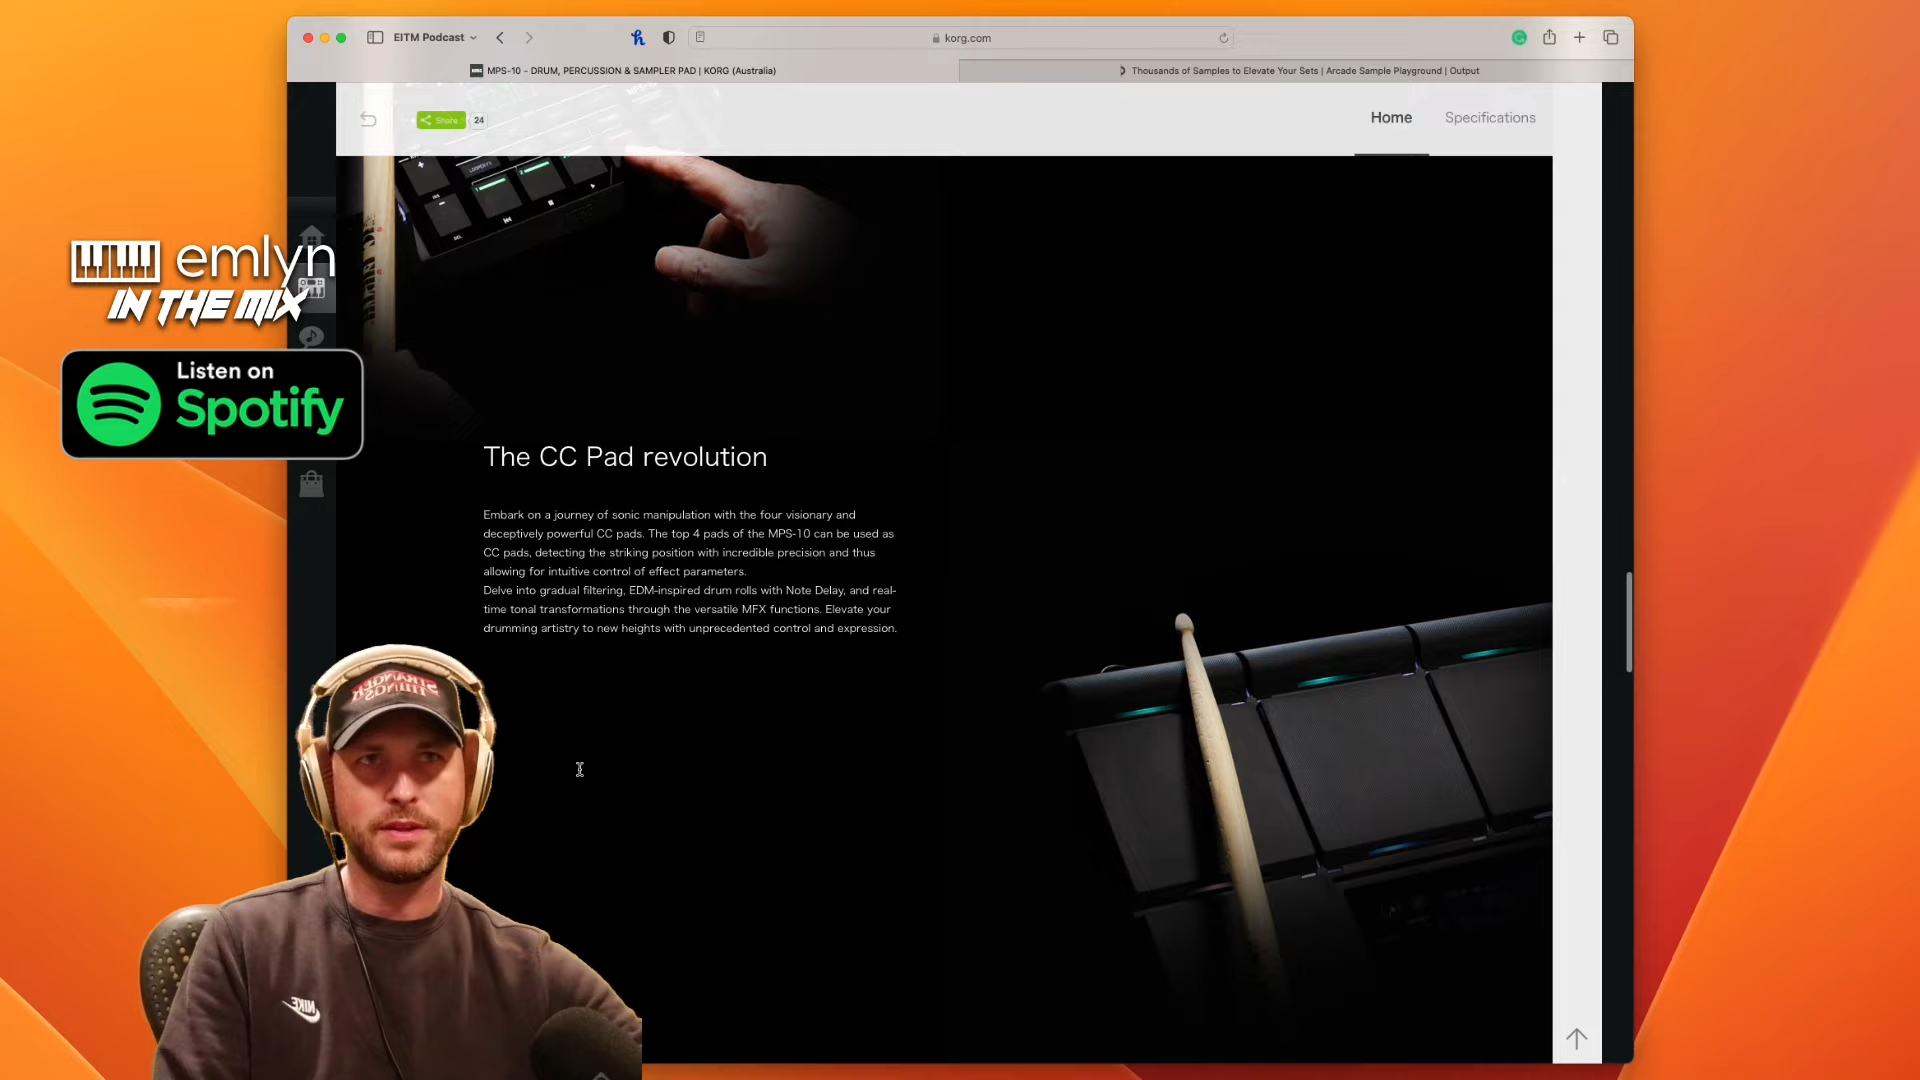 EITM Podcast
korg.com
MPS-10 - DRUM, PERCUSSION & SAMPLER PAD | KORG (Australia)
Thousands of Samples to Elevate Your Sets | Arcade Sample Playground | Output
Share
24
Home
Specifications
emlyn
IN THE MIX
Listen on
Spotify
The CC Pad revolution
Embark on a journey of sonic manipulation with the four visionary and
deceptively powerful CC pads. The top 4 pads of the MPS-10 can be used as
CC pads, detecting the striking position with incredible precision and thus
allowing for intuitive control of effect parameters.
Delve into gradual filtering, EDM-inspired drum rolls with Note Delay, and real-
time tonal transformations through the versatile MFX functions. Elevate your
drumming artistry to new heights with unprecedented control and expression.
STRANGER
THINGS
NIKE